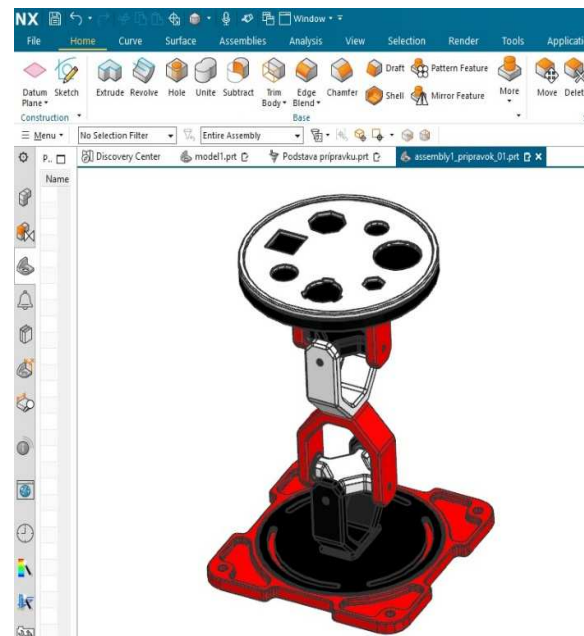 NX Window
File Home Curve Surface Assemblies Analysis View Selection Render Tools
Datum Plane Sketch Extrude Revolve Hole Unite Subtract Trim Body Edge Blend Chamfer Draft Shell Pattern Feature Mirror Feature More Move
Construction Base
Menu No Selection Filter Entire Assembly
P.. Discovery Center model1.prt Podstava prípravku.prt assembly1_pripravok_01.prt
Name